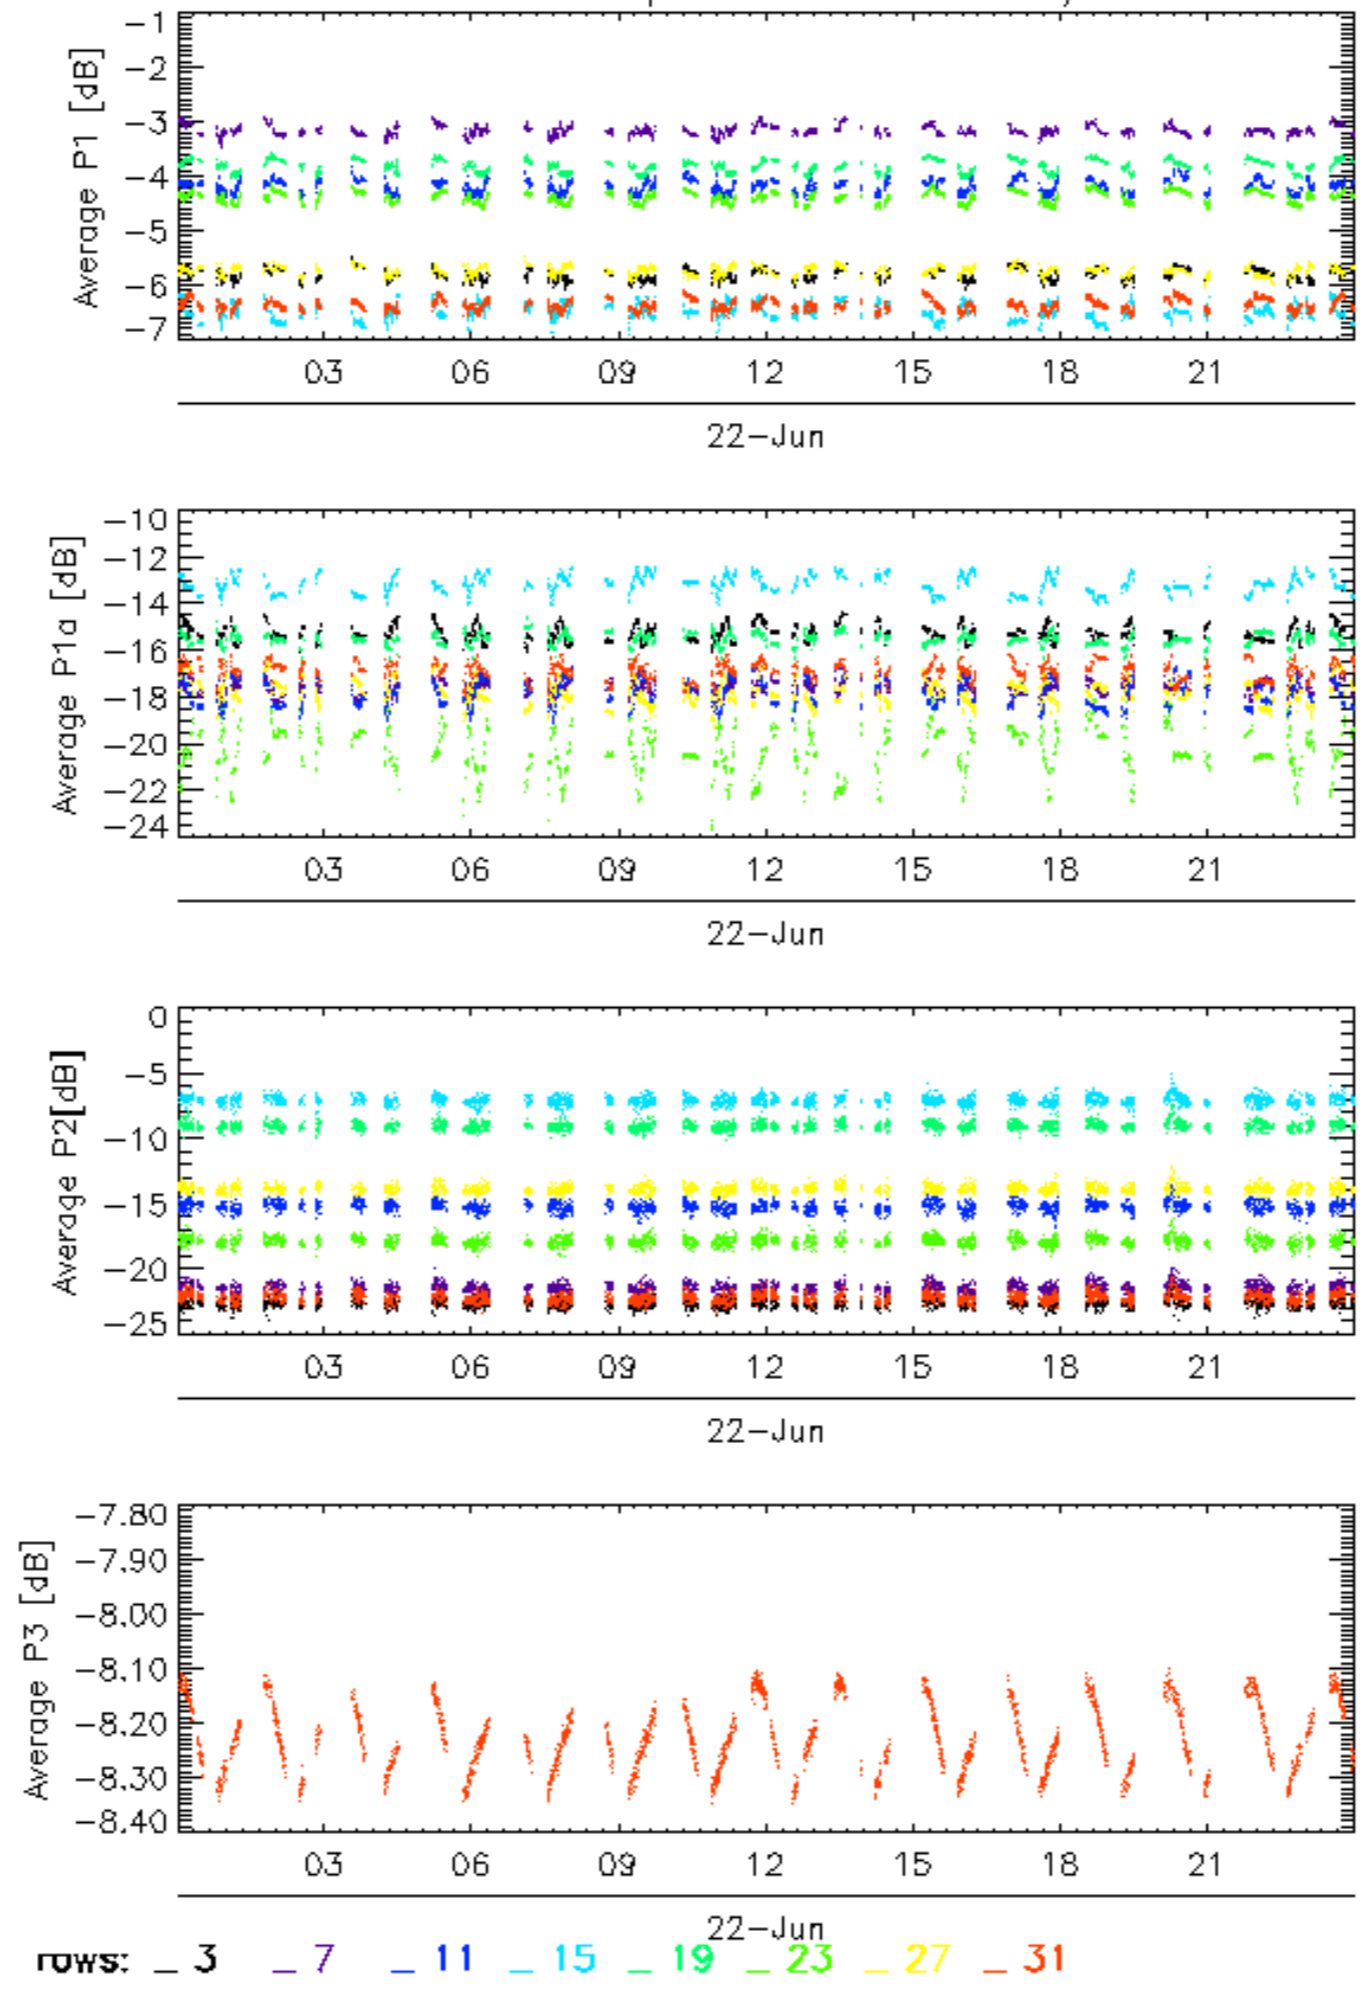 -1
-2
-3
-4
-5
-6
-7
Average P1 [dB]
03 06 09 12 15 18 21
22-Jun
-10
-12
-14
-16
-18
-20
-22
-24
Average P1a [dB]
03 06 09 12 15 18 21
22-Jun
0
-5
-10
-15
-20
-25
Average P2[dB]
03 06 09 12 15 18 21
22-Jun
-7.80
-7.90
-8.00
-8.10
-8.20
-8.30
-8.40
Average P3 [dB]
03 06 09 12 15 18 21
22-Jun
rows: _ 3 _ 7 _ 11 _ 15 _ 19 _ 23 _ 27 _ 31